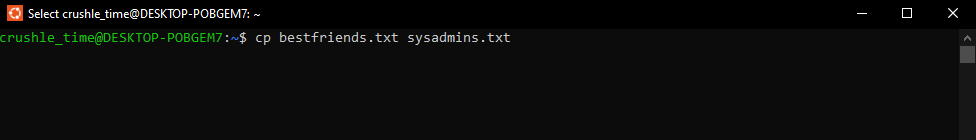 Select crushle_time@DESKTOP-POBGEM7: ~
crushle_time@DESKTOP-POBGEM7:~$ cp bestfriends.txt sysadmins.txt